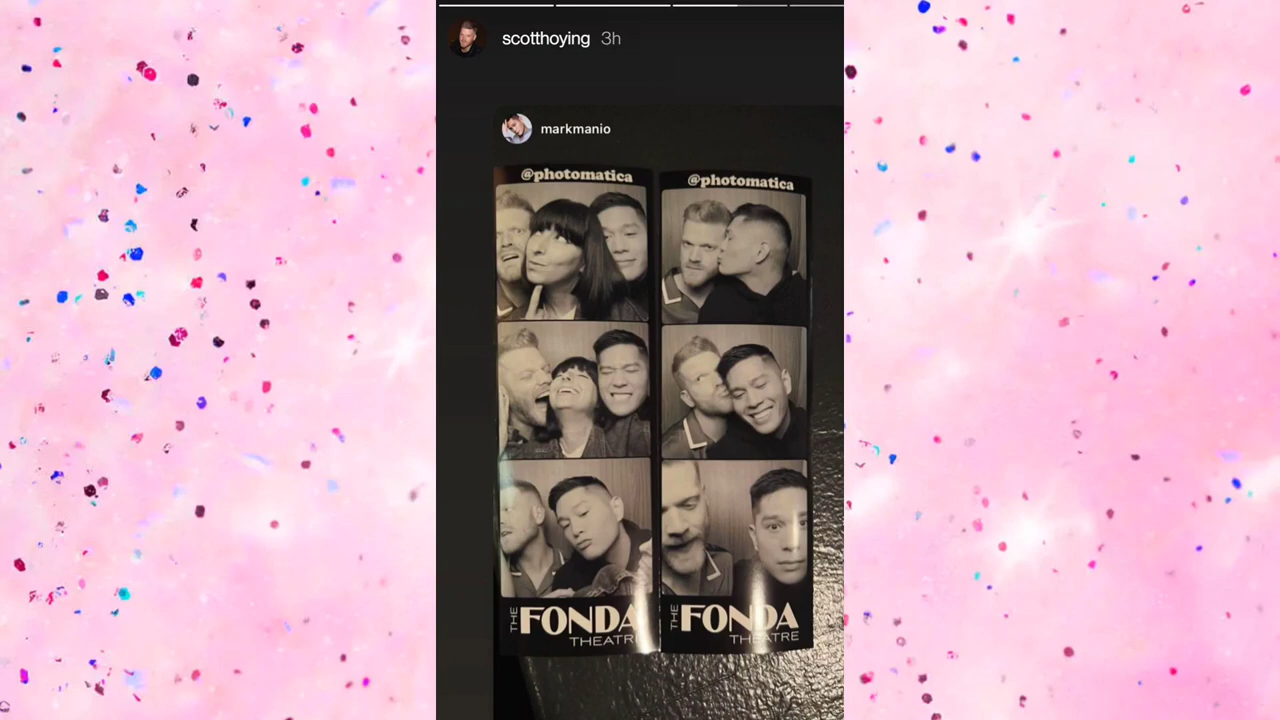 scotthoying 3h
markmanio
@photomatica
@photomatica
THE FONDA
THEATRE
THE FONDA
THEATRE